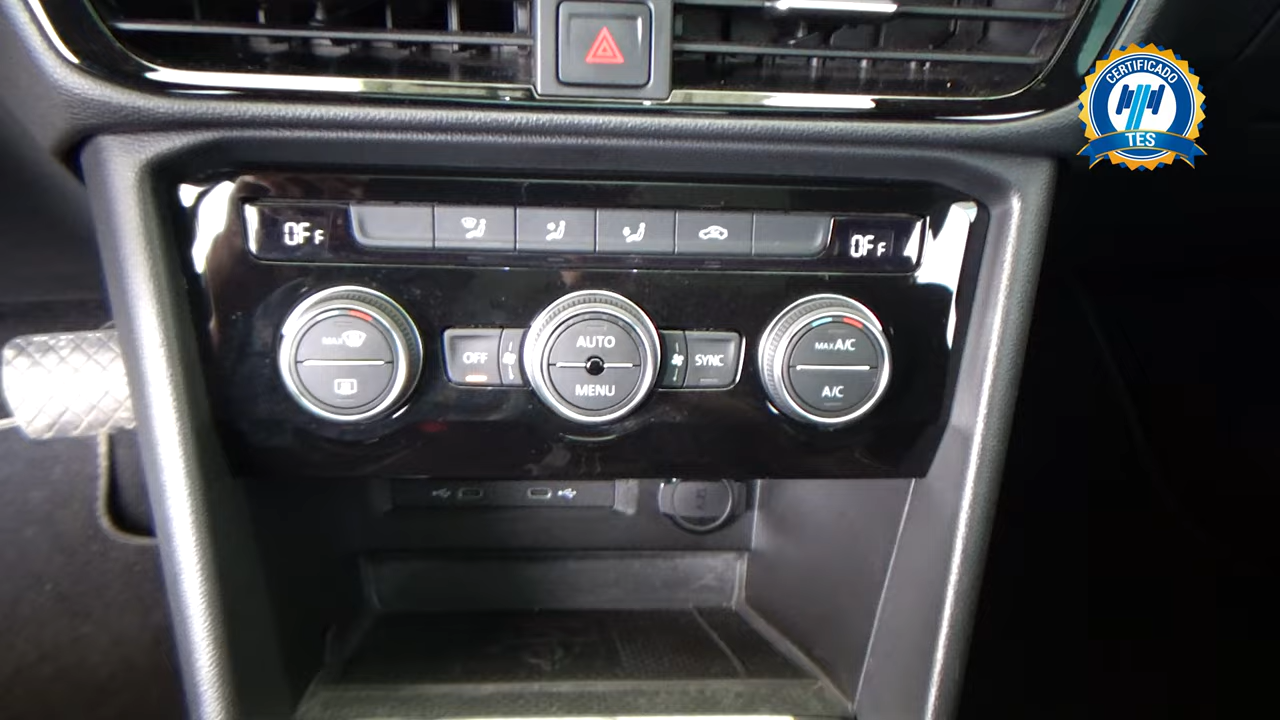 CERTIFICADO
TES
OFF
OFF
MAX
AUTO
MENU
OFF
SYNC
MAX A/C
A/C